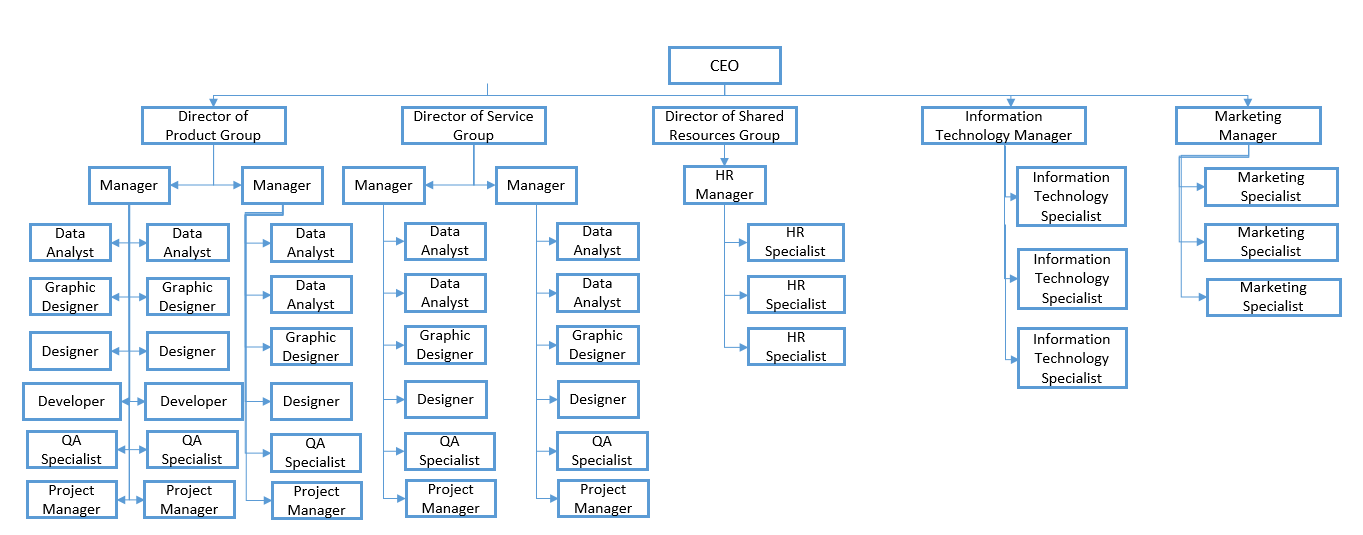 CEO
Director of
Product Group
Director of Service
Group
Director of Shared
Resources Group
Information
Technology Manager
Marketing
Manager
Manager
Manager
Manager
Manager
HR
Manager
Data
Analyst
Graphic
Designer
Designer
Developer
QA
Specialist
Project
Manager
Data
Analyst
Graphic
Designer
Designer
Developer
QA
Specialist
Project
Manager
Data
Analyst
Data
Analyst
Graphic
Designer
Designer
QA
Specialist
Project
Manager
Data
Analyst
Data
Analyst
Graphic
Designer
Designer
QA
Specialist
Project
Manager
Data
Analyst
Data
Analyst
Graphic
Designer
Designer
QA
Specialist
Project
Manager
HR
Specialist
HR
Specialist
HR
Specialist
Information
Technology
Specialist
Information
Technology
Specialist
Information
Technology
Specialist
Marketing
Specialist
Marketing
Specialist
Marketing
Specialist